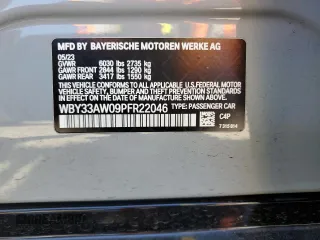 MFD BY BAYERISCHE MOTOREN WERKE AG
05/23
GVWR 6030 lbs 2735 kg
GAWR FRONT 2844 lbs 1290 kg
GAWR REAR 3417 lbs 1550 kg
THIS VEHICLE CONFORMS TO ALL APPLICABLE U.S. FEDERAL MOTOR
VEHICLE SAFETY, BUMPER, AND THEFT PREVENTION STANDARDS IN
EFFECT ON THE DATE OF MANUFACTURE SHOWN ABOVE.
WBY33AW09PFR22046 TYPE: PASSENGER CAR
C4P